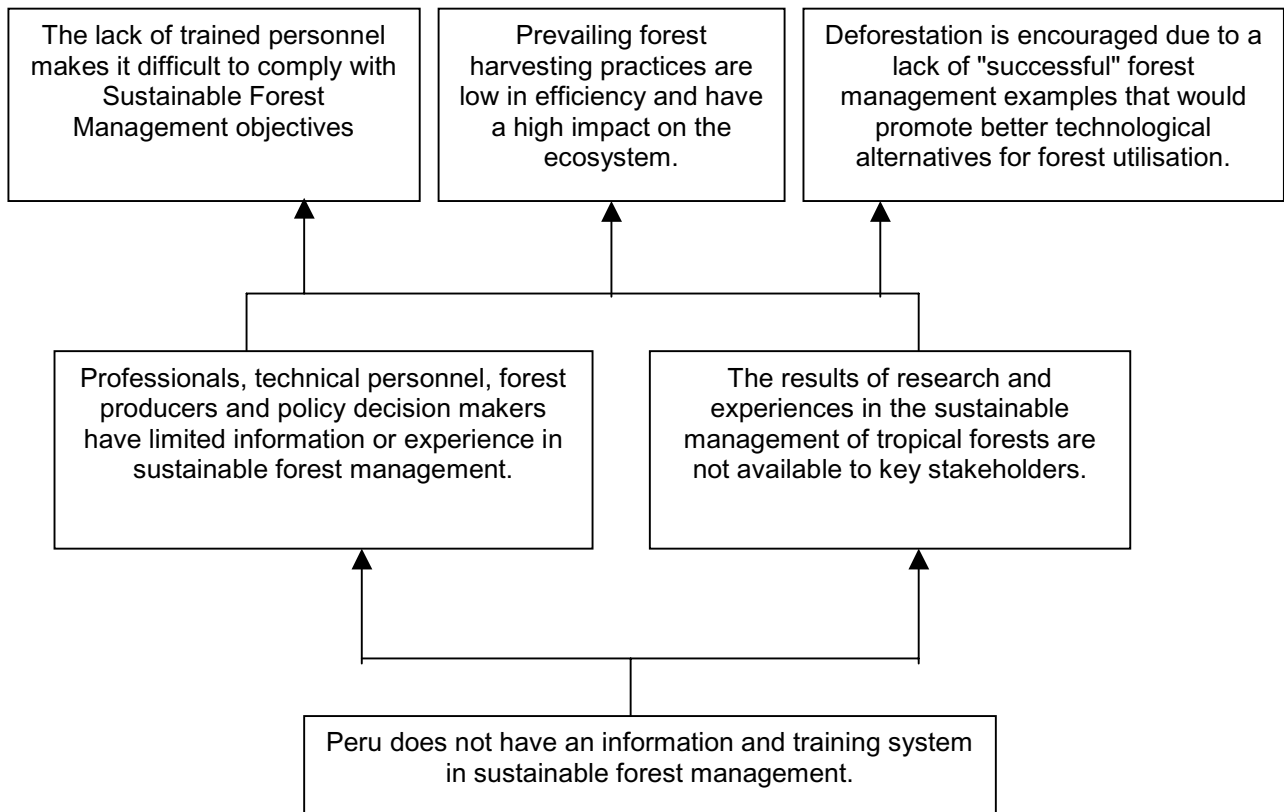 The lack of trained personnel
makes it difficult to comply with
Sustainable Forest
Management objectives
Prevailing forest
harvesting practices are
low in efficiency and have
a high impact on the
ecosystem.
Deforestation is encouraged due to a
lack of "successful" forest
management examples that would
promote better technological
alternatives for forest utilisation.
Professionals, technical personnel, forest
producers and policy decision makers
have limited information or experience in
sustainable forest management.
The results of research and
experiences in the sustainable
management of tropical forests are
not available to key stakeholders.
Peru does not have an information and training system
in sustainable forest management.